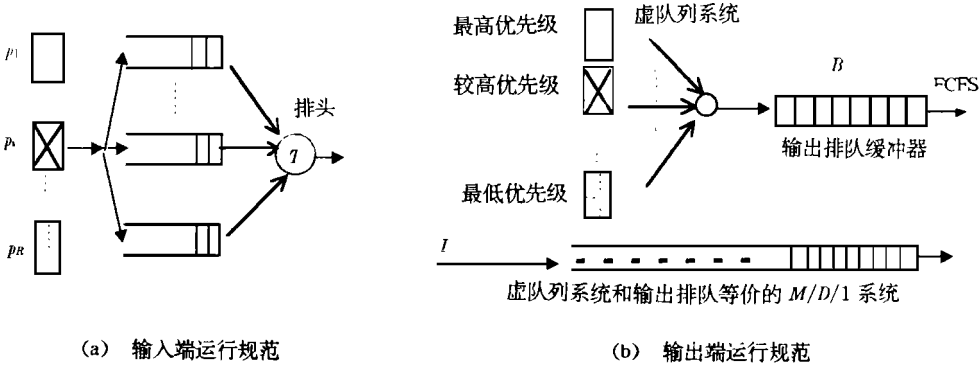 p1
排头
pR
(a) 输入端运行规范
最高优先级
虚队列系统
较高优先级
B
FCFS
输出排队缓冲器
最低优先级
I
虚队列系统和输出排队等价的 M/D/1 系统
(b) 输出端运行规范